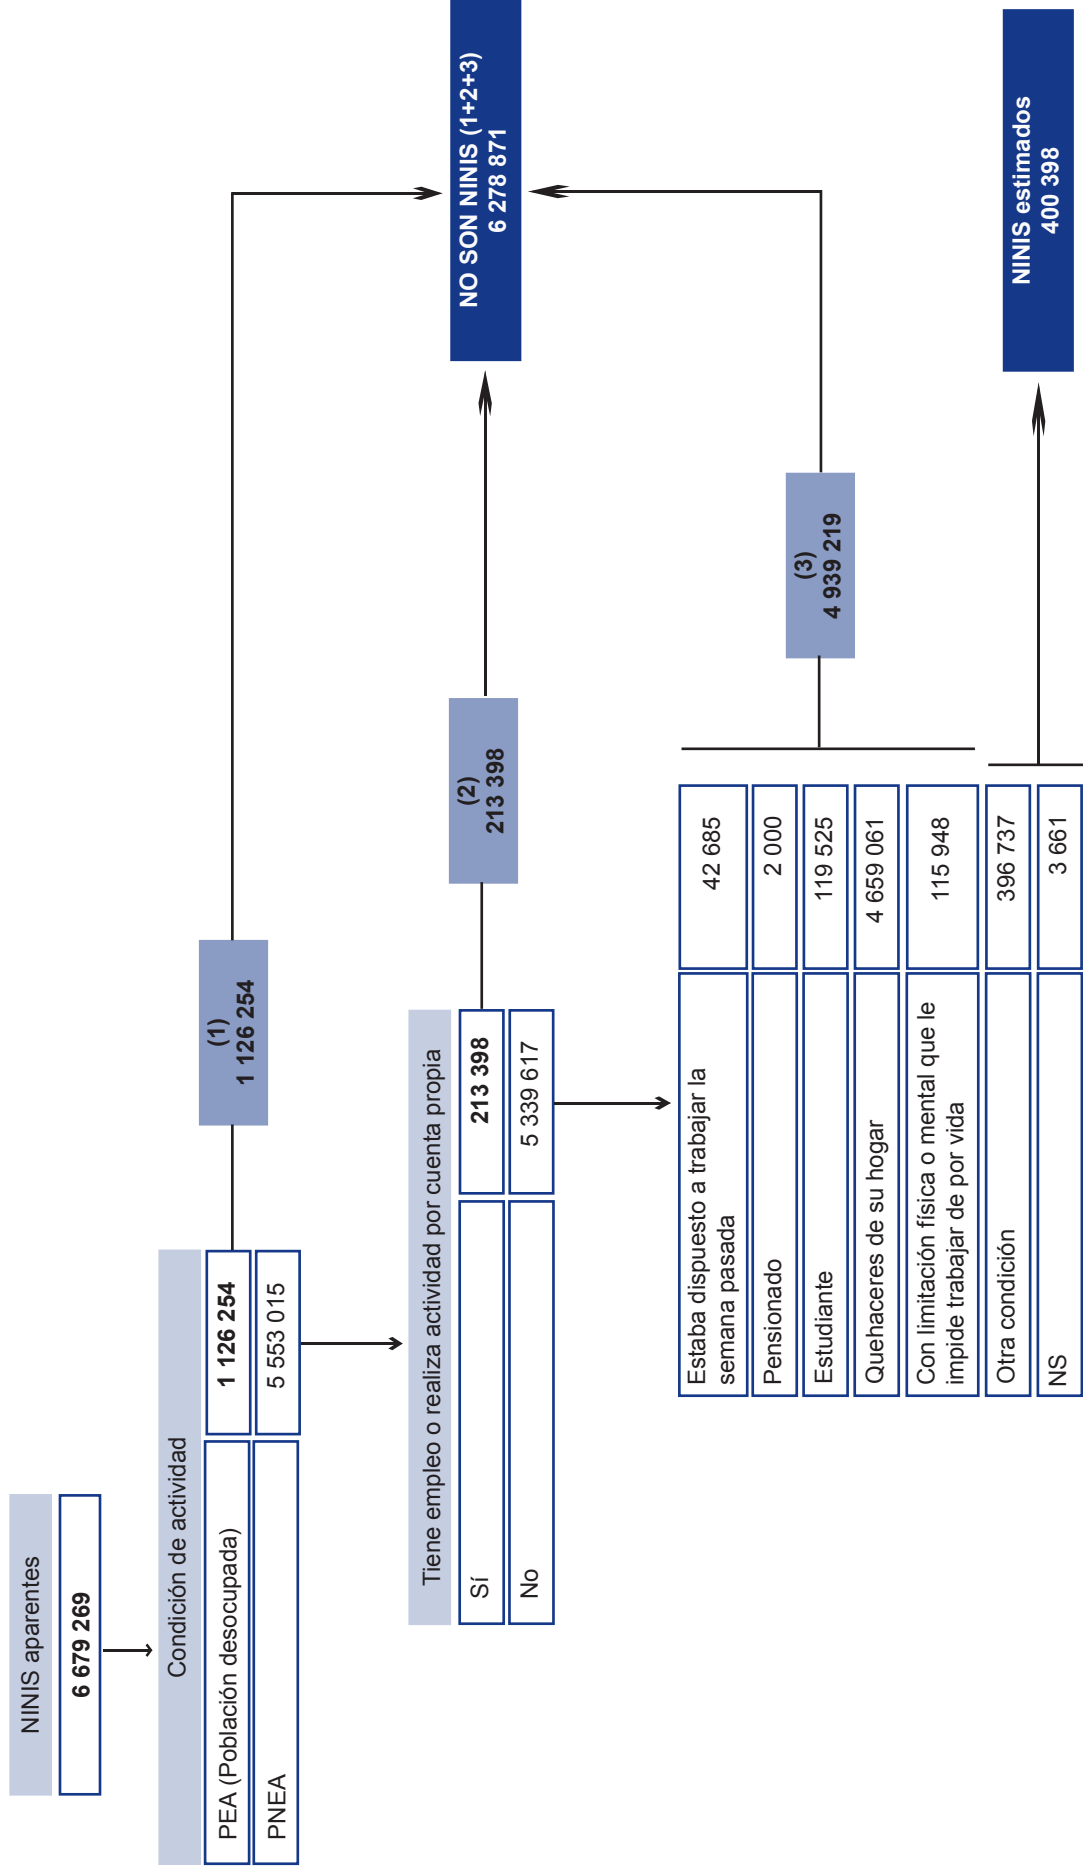 NINIS aparentes
6 679 269
Condición de actividad
PEA (Población desocupada)
1 126 254
PNEA
5 553 015
(1)
1 126 254
Tiene empleo o realiza actividad por cuenta propia
Sí
213 398
No
5 339 617
(2)
213 398
NO SON NINIS (1+2+3)
6 278 871
Estaba dispuesto a trabajar la
semana pasada
42 685
Pensionado
2 000
Estudiante
119 525
Quehaceres de su hogar
4 659 061
Con limitación física o mental que le
impide trabajar de por vida
115 948
Otra condición
396 737
NS
3 661
(3)
4 939 219
NINIS estimados
400 398